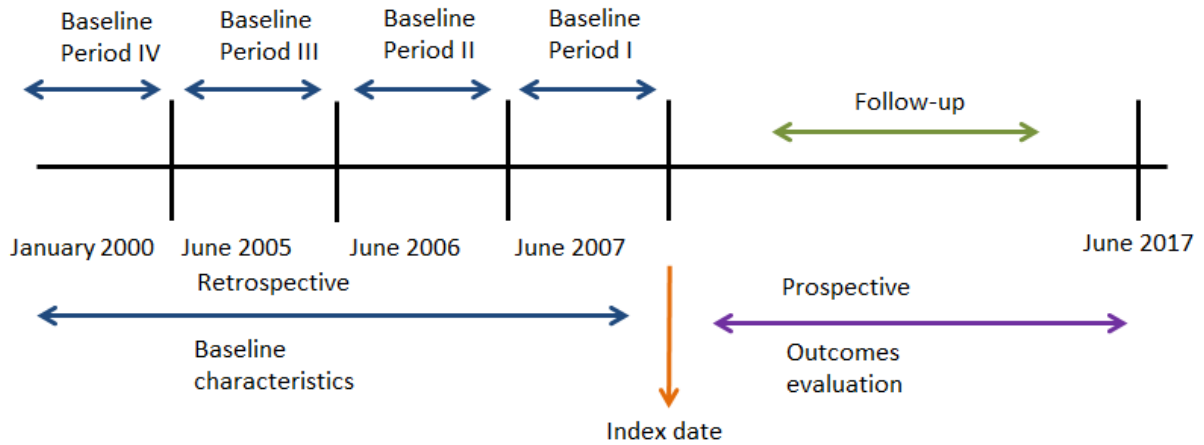 Baseline
Period IV
Baseline
Period III
Baseline
Period II
Baseline
Period I
Follow-up
January 2000
June 2005
June 2006
June 2007
June 2017
Retrospective
Baseline
characteristics
Prospective
Outcomes
evaluation
Index date